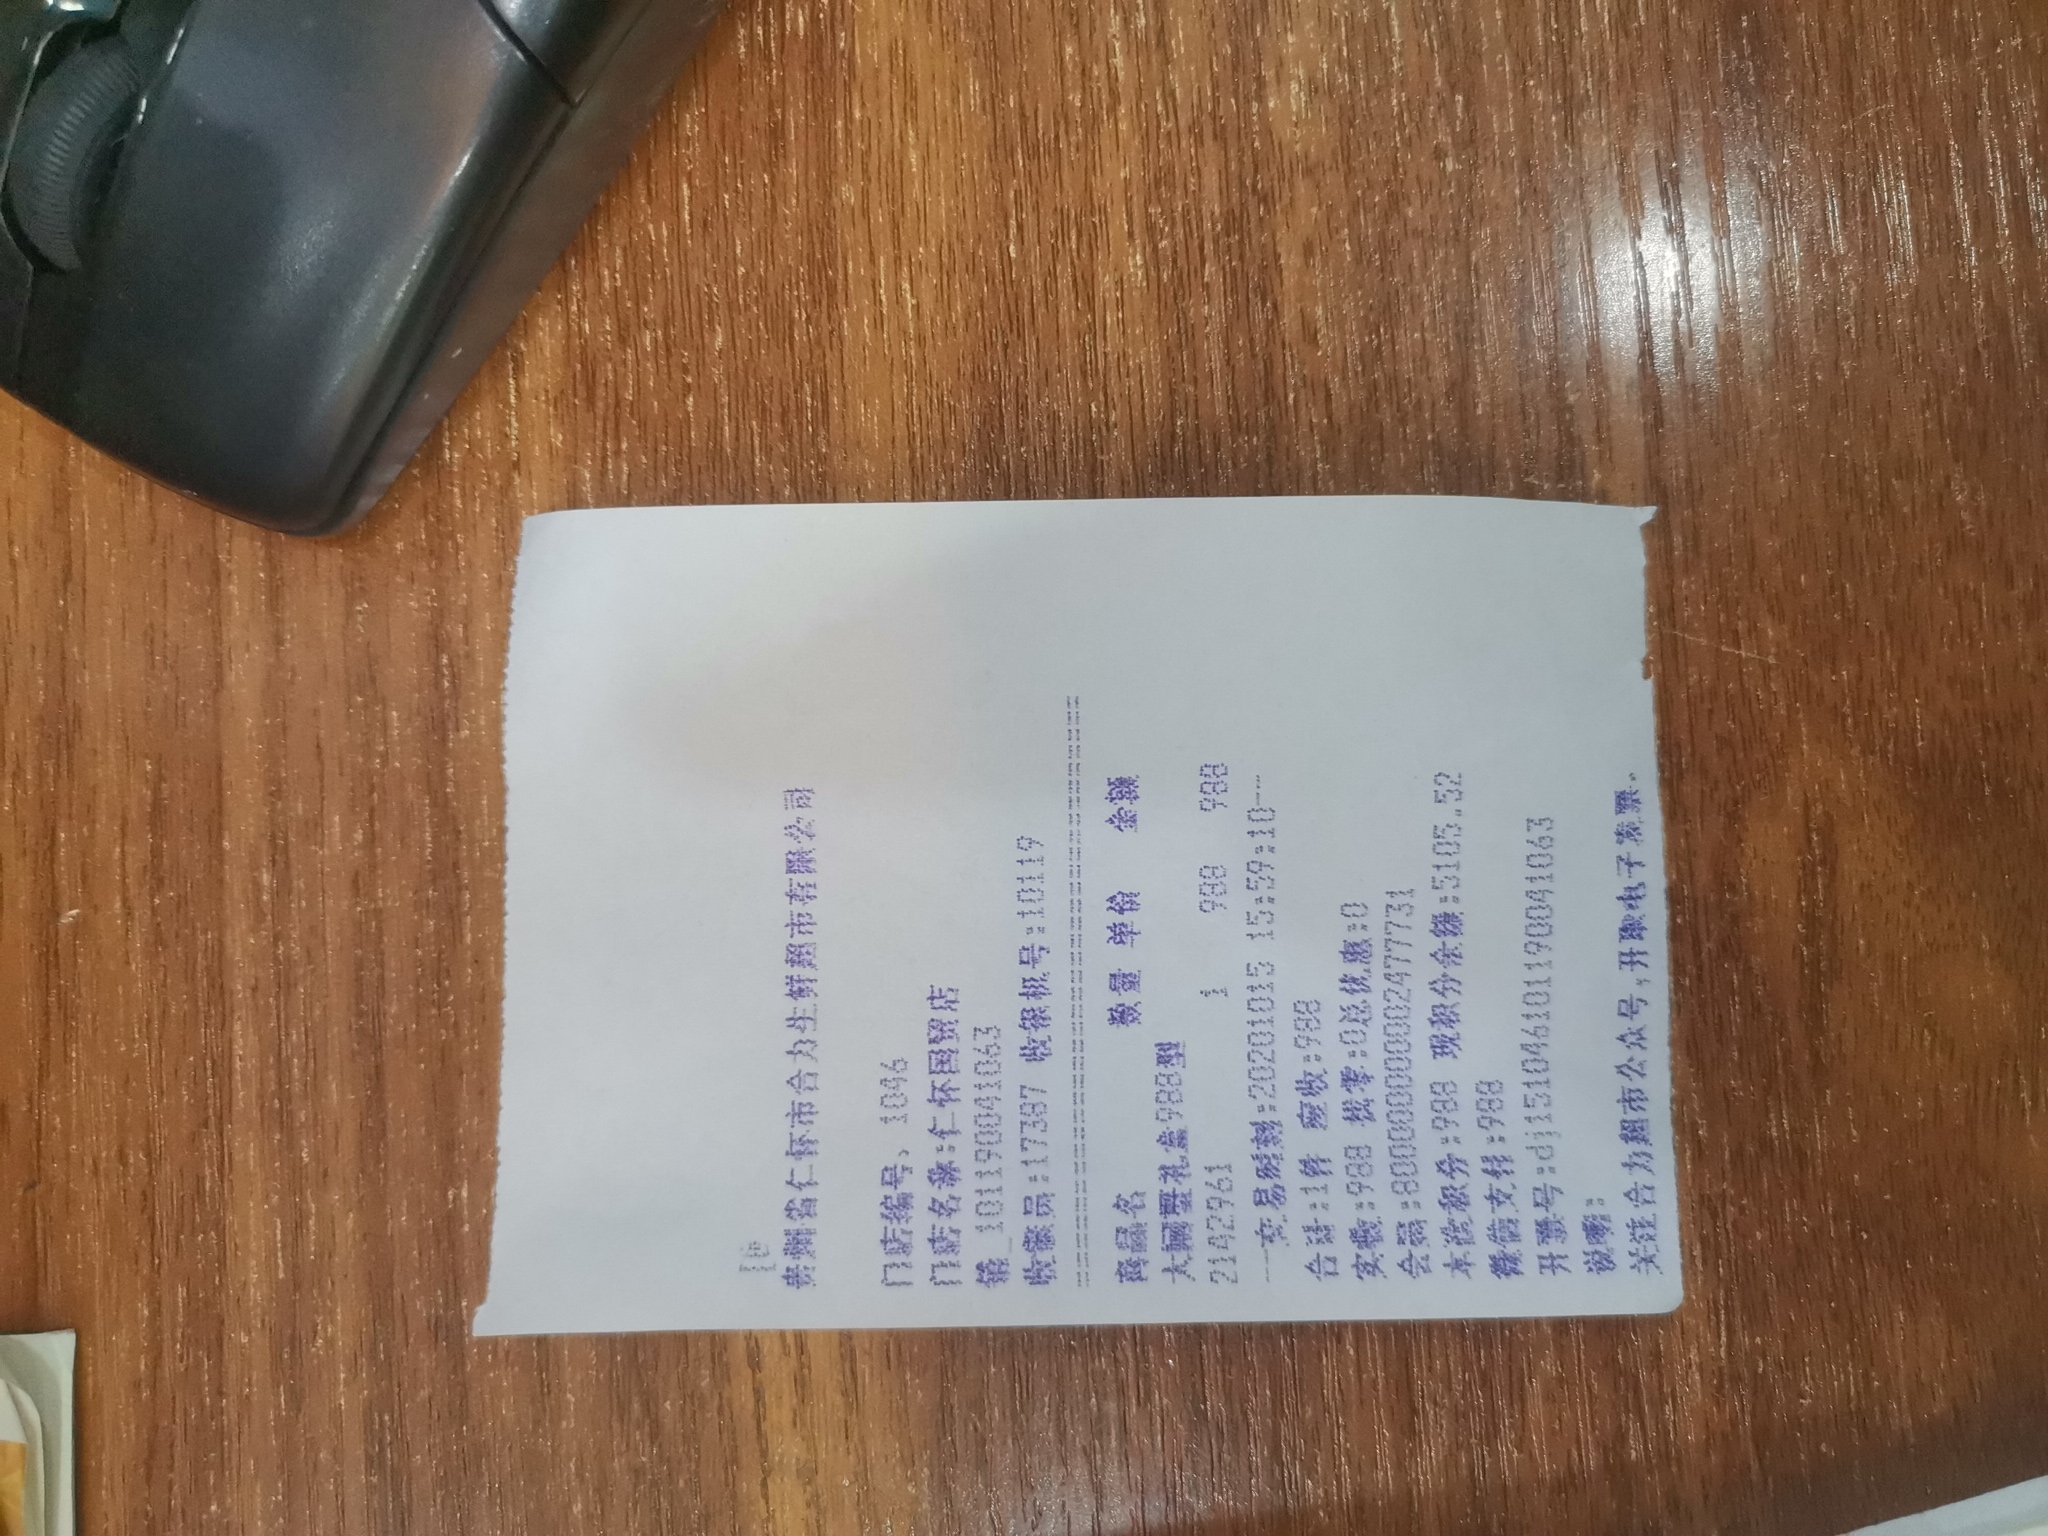 贵州省仁怀市合力生鲜超市有限公司
门店编号:1046
门店名称:仁怀国贸店
销_101190041063
收银员:17387 收银机号:10119
================================
商品名 数量 单价 金额
大闸蟹礼盒988型
2142961 1 988 988
---交易时刻:20201015 15:59:10---
合计:1件 应收:988
实收:988 找零:0总优惠:0
会员:8000000000024777731
本次积分:988 现积分余额:5105.52
微信支付:988
开票号:dj1510461011900410 63
说明:
关注合力超市公众号,开取电子发票。